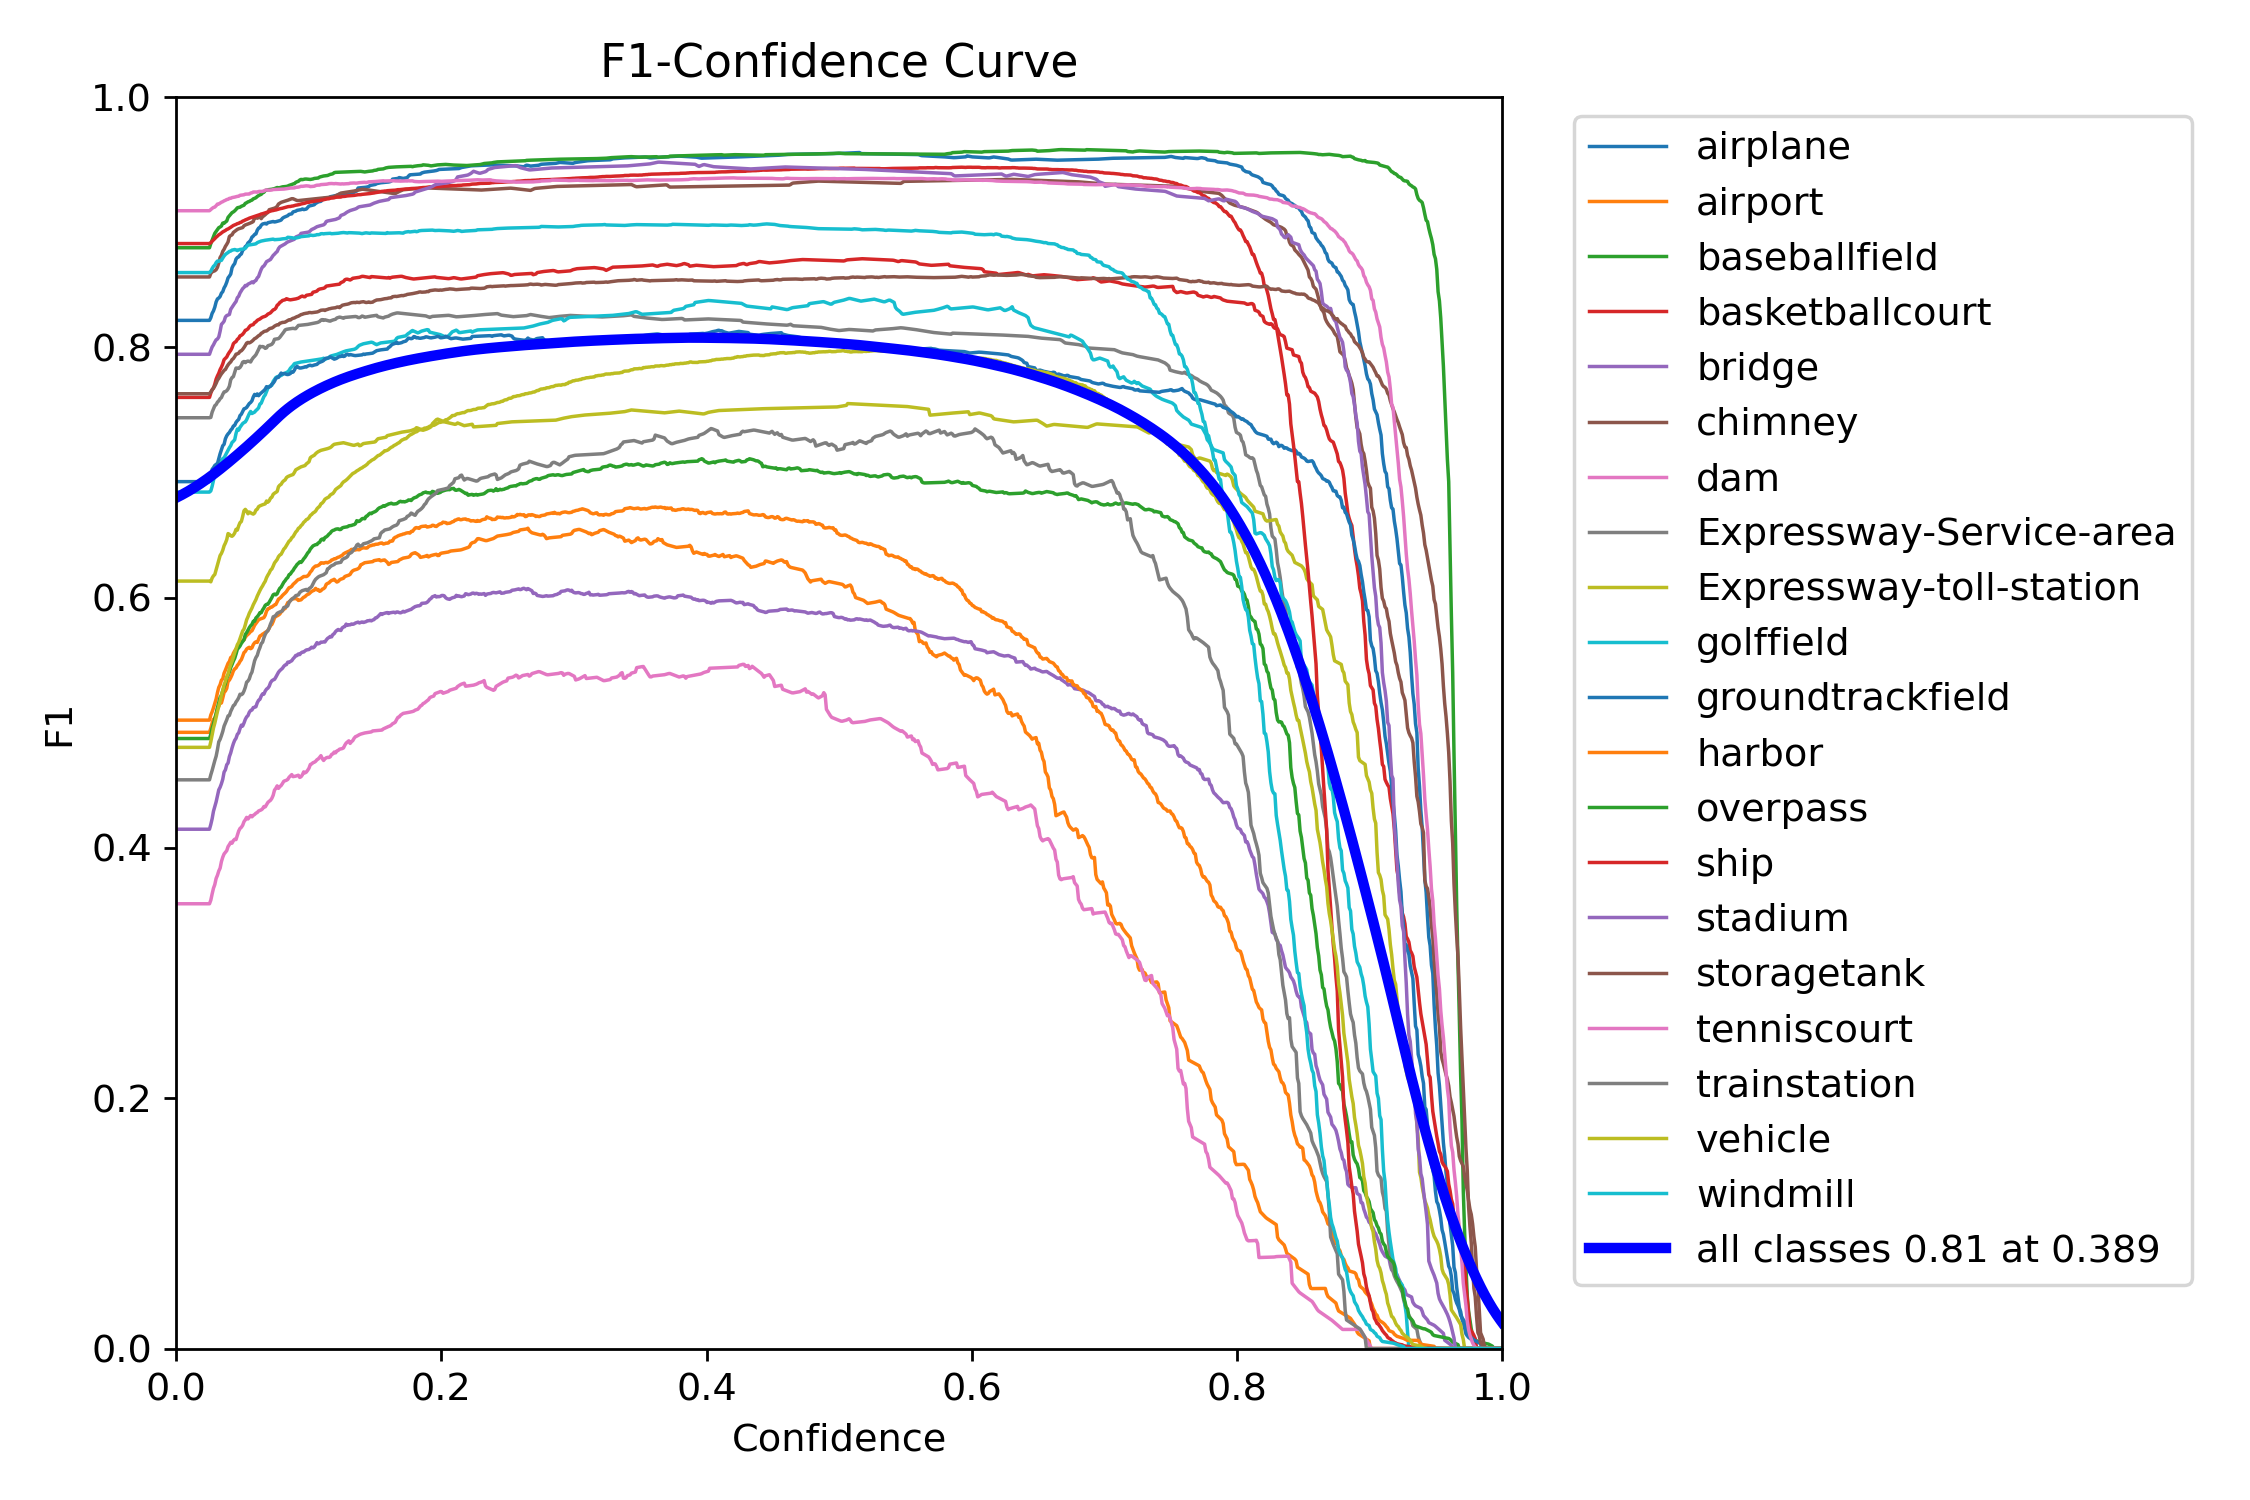 F1-Confidence Curve
1.0
0.8
0.6
0.4
0.2
0.0
F1
0.0 0.2 0.4 0.6 0.8 1.0
Confidence
airplane
airport
baseballfield
basketballcourt
bridge
chimney
dam
Expressway-Service-area
Expressway-toll-station
golffield
groundtrackfield
harbor
overpass
ship
stadium
storagetank
tenniscourt
trainstation
vehicle
windmill
all classes 0.81 at 0.389